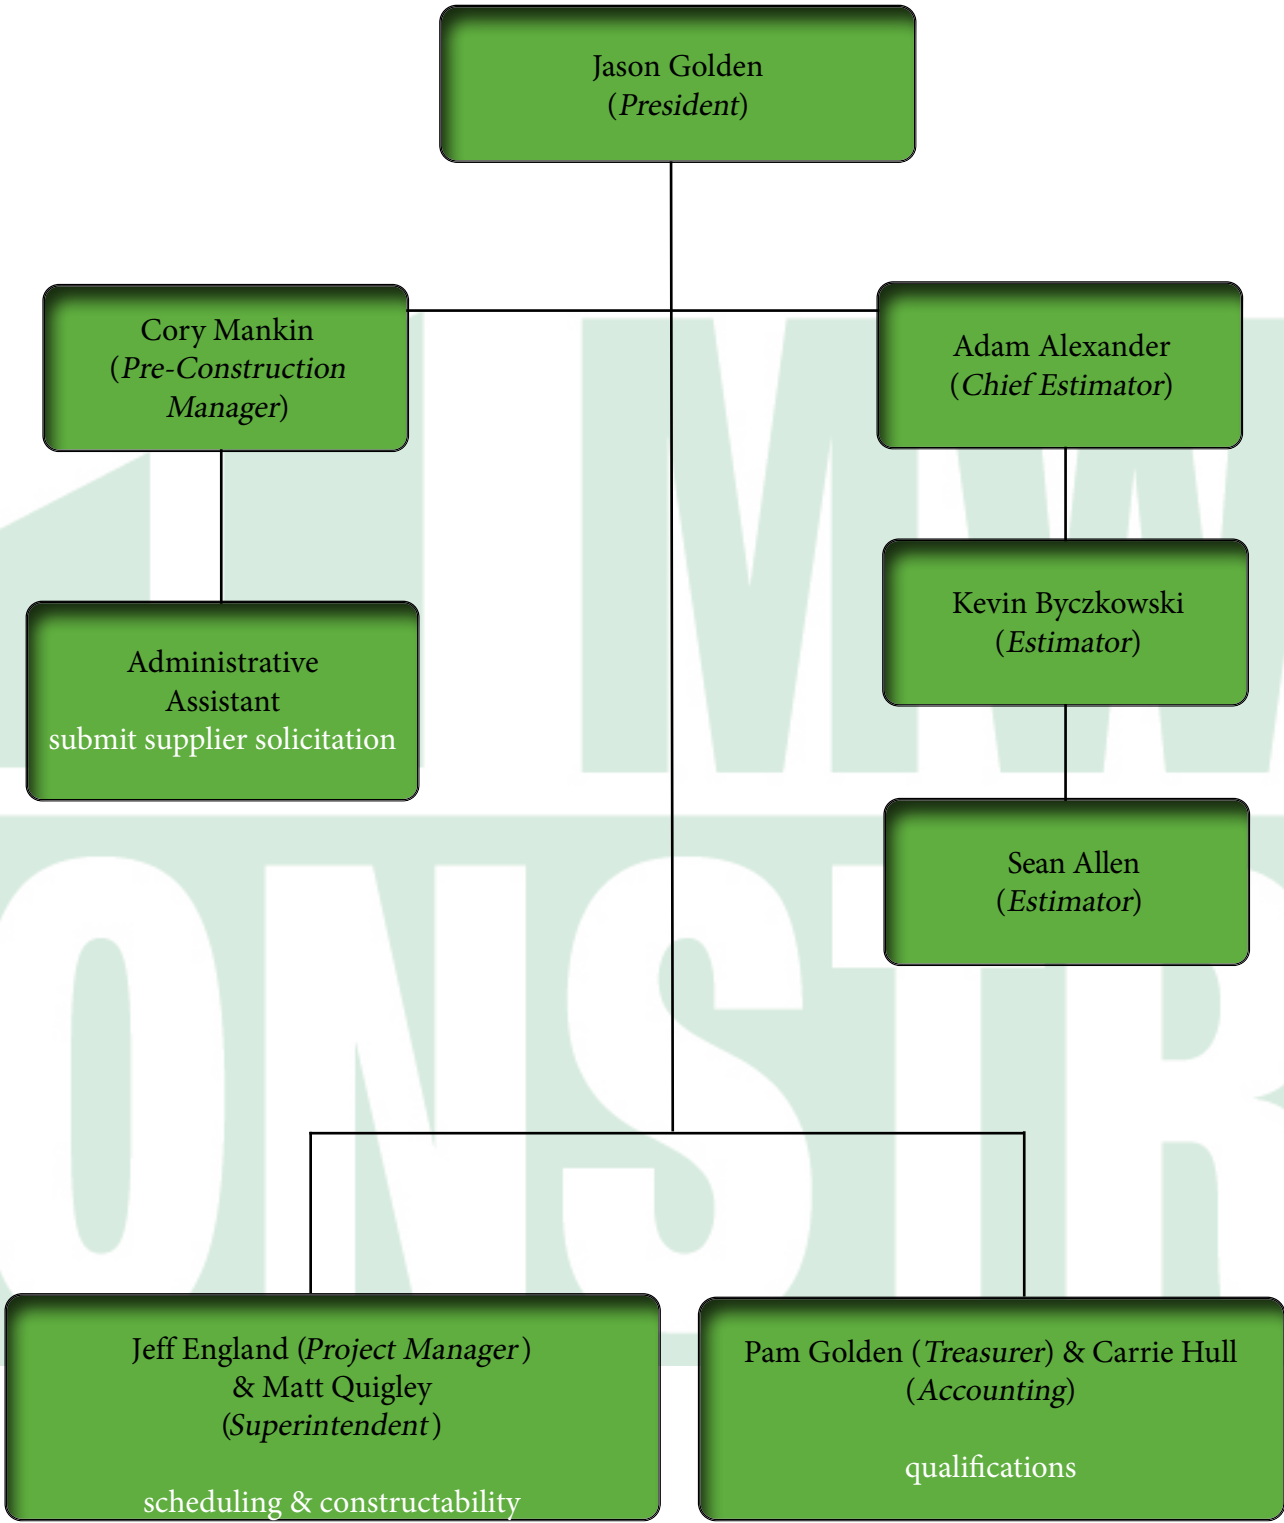 Jason Golden
(President)
Cory Mankin
(Pre-Construction
Manager)
Adam Alexander
(Chief Estimator)
Kevin Byczkowski
(Estimator)
Administrative
Assistant
submit supplier solicitation
Sean Allen
(Estimator)
Jeff England (Project Manager)
& Matt Quigley
(Superintendent)
scheduling & constructability
Pam Golden (Treasurer) & Carrie Hull
(Accounting)
qualifications